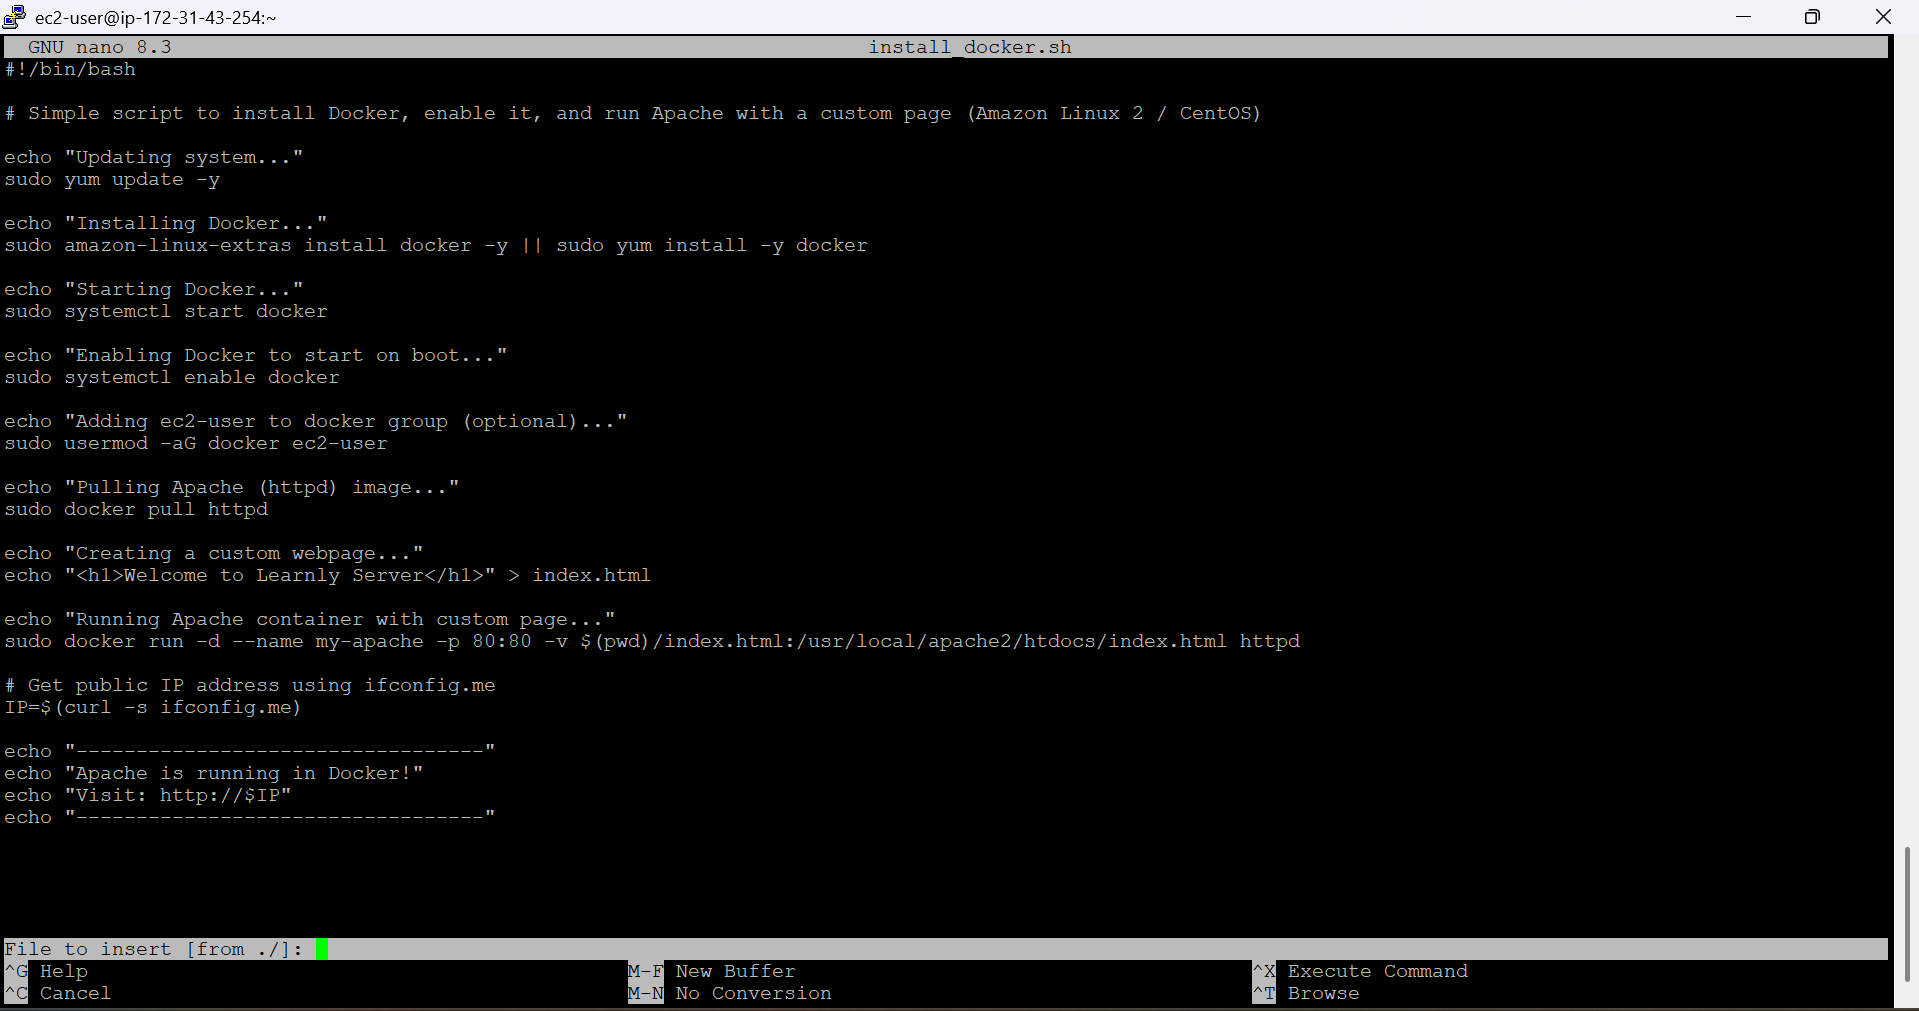 ec2-user@ip-172-31-43-254:~
GNU nano 8.3 install_docker.sh
#!/bin/bash
# Simple script to install Docker, enable it, and run Apache with a custom page (Amazon Linux 2 / CentOS)
echo "Updating system..."
sudo yum update -y
echo "Installing Docker..."
sudo amazon-linux-extras install docker -y || sudo yum install -y docker
echo "Starting Docker..."
sudo systemctl start docker
echo "Enabling Docker to start on boot..."
sudo systemctl enable docker
echo "Adding ec2-user to docker group (optional)..."
sudo usermod -aG docker ec2-user
echo "Pulling Apache (httpd) image..."
sudo docker pull httpd
echo "Creating a custom webpage..."
echo "<h1>Welcome to Learnly Server</h1>" > index.html
echo "Running Apache container with custom page..."
sudo docker run -d --name my-apache -p 80:80 -v $(pwd)/index.html:/usr/local/apache2/htdocs/index.html httpd
# Get public IP address using ifconfig.me
IP=$(curl -s ifconfig.me)
echo "----------------------------------"
echo "Apache is running in Docker!"
echo "Visit: http://$IP"
echo "----------------------------------"
File to insert [from ./]:
^G Help M-F New Buffer ^X Execute Command
^C Cancel M-N No Conversion ^T Browse